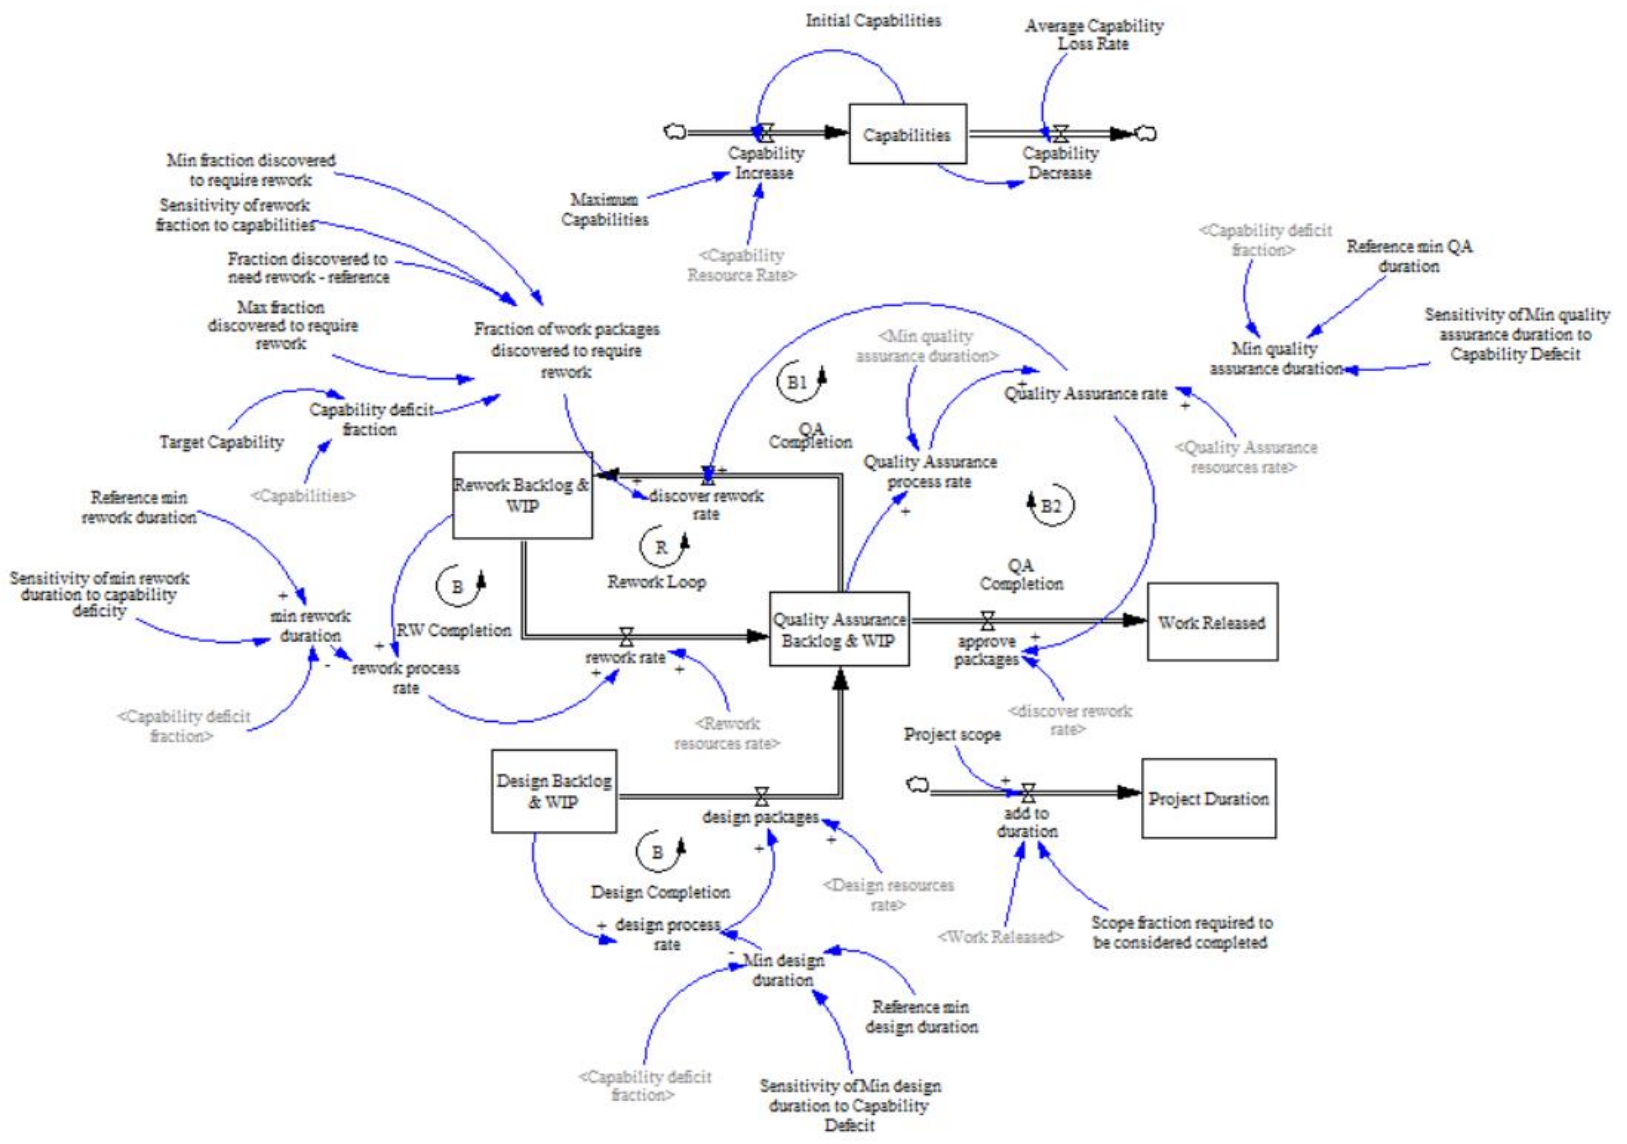 Initial Capabilities
Average Capability
Loss Rate
Capabilities
Capability
Increase
Capability
Decrease
Maximum
Capabilities
<Capability
Resource Rate>
Min fraction discovered
to require rework
Sensitivity of rework
fraction to capabilities
Fraction discovered to
need rework - reference
Max fraction
discovered to require
rework
Fraction of work packages
discovered to require
rework
Target Capability
Capability deficit
fraction
<Capabilities>
<Capability deficit
fraction>
Reference min QA
duration
Sensitivity of Min quality
assurance duration to
Capability Defecit
Min quality
assurance duration
<Min quality
assurance duration>
B1
QA
Completion
+
Quality Assurance rate
+
<Quality Assurance
resources rate>
Quality Assurance
process rate
+
B2
QA
Completion
Rework Backlog &
WIP
+
+
discover rework
rate
R
Rework Loop
B
RW Completion
Reference min
rework duration
Sensitivity of min rework
duration to capability
deficity
+
min rework
duration
-
+
rework process
rate
<Capability deficit
fraction>
rework rate
+
+
<Rework
resources rate>
Quality Assurance
Backlog & WIP
approve
packages
+
<discover rework
rate>
Work Released
Project scope
+
add to
duration
Project Duration
<Work Released>
Scope fraction required to
be considered completed
Design Backlog
& WIP
design packages
+
+
B
Design Completion
<Design resources
rate>
+
design process
rate
-
Min design
duration
Reference min
design duration
<Capability deficit
fraction>
Sensitivity of Min design
duration to Capability
Defecit